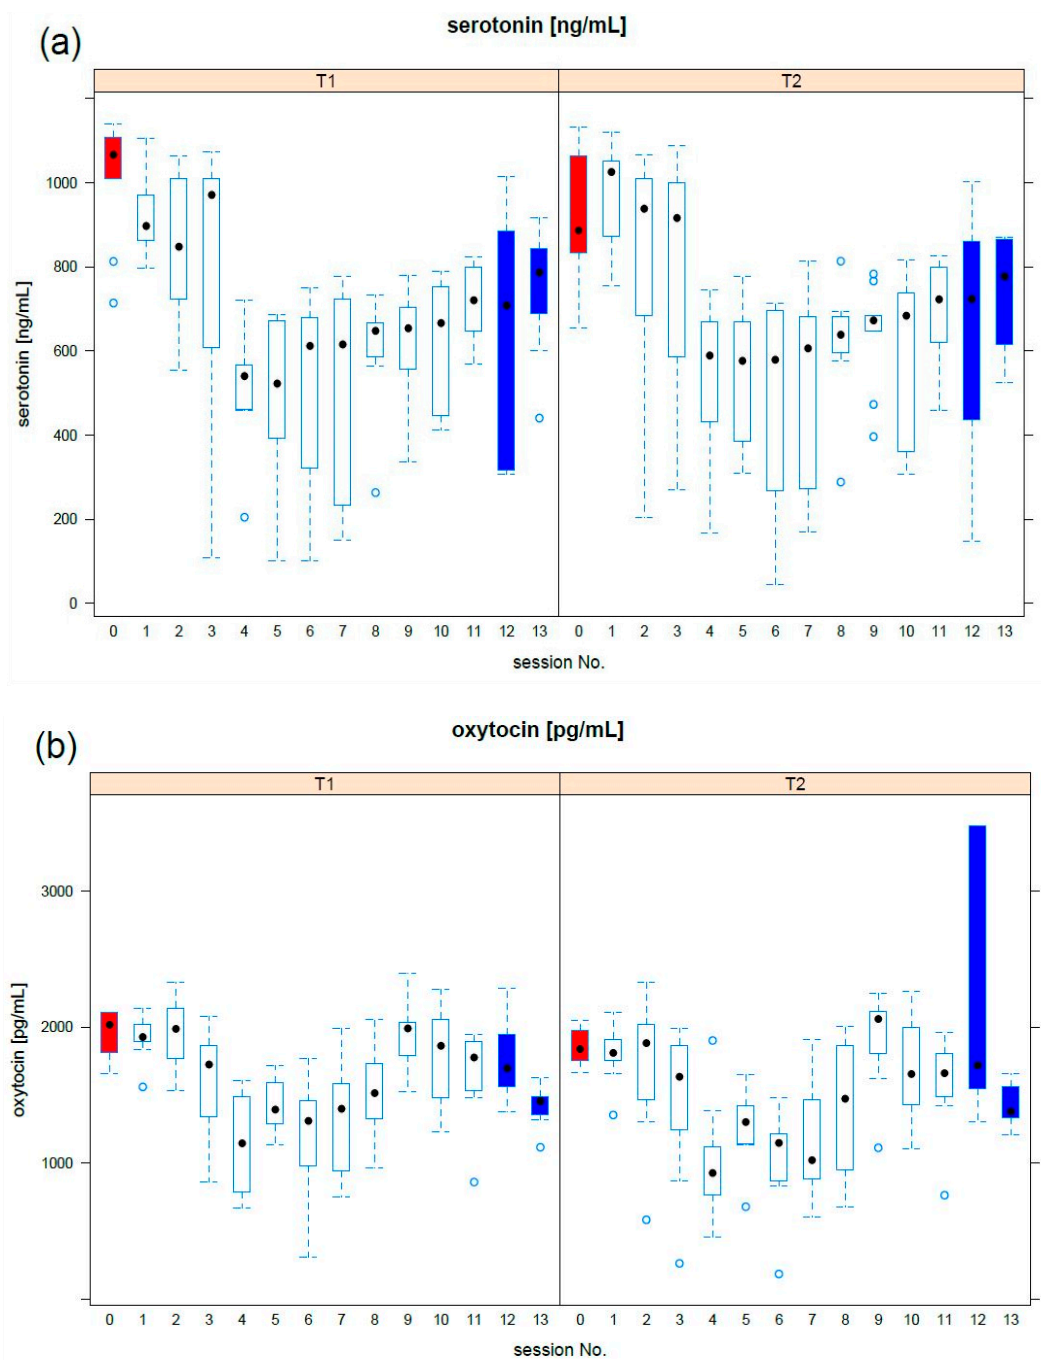 (a)
serotonin [ng/mL]
T1 T2
serotonin [ng/mL]
1000
800
600
400
200
0
0 1 2 3 4 5 6 7 8 9 10 11 12 13 0 1 2 3 4 5 6 7 8 9 10 11 12 13
session No.
(b)
oxytocin [pg/mL]
T1 T2
oxytocin [pg/mL]
3000
2000
1000
0 1 2 3 4 5 6 7 8 9 10 11 12 13 0 1 2 3 4 5 6 7 8 9 10 11 12 13
session No.